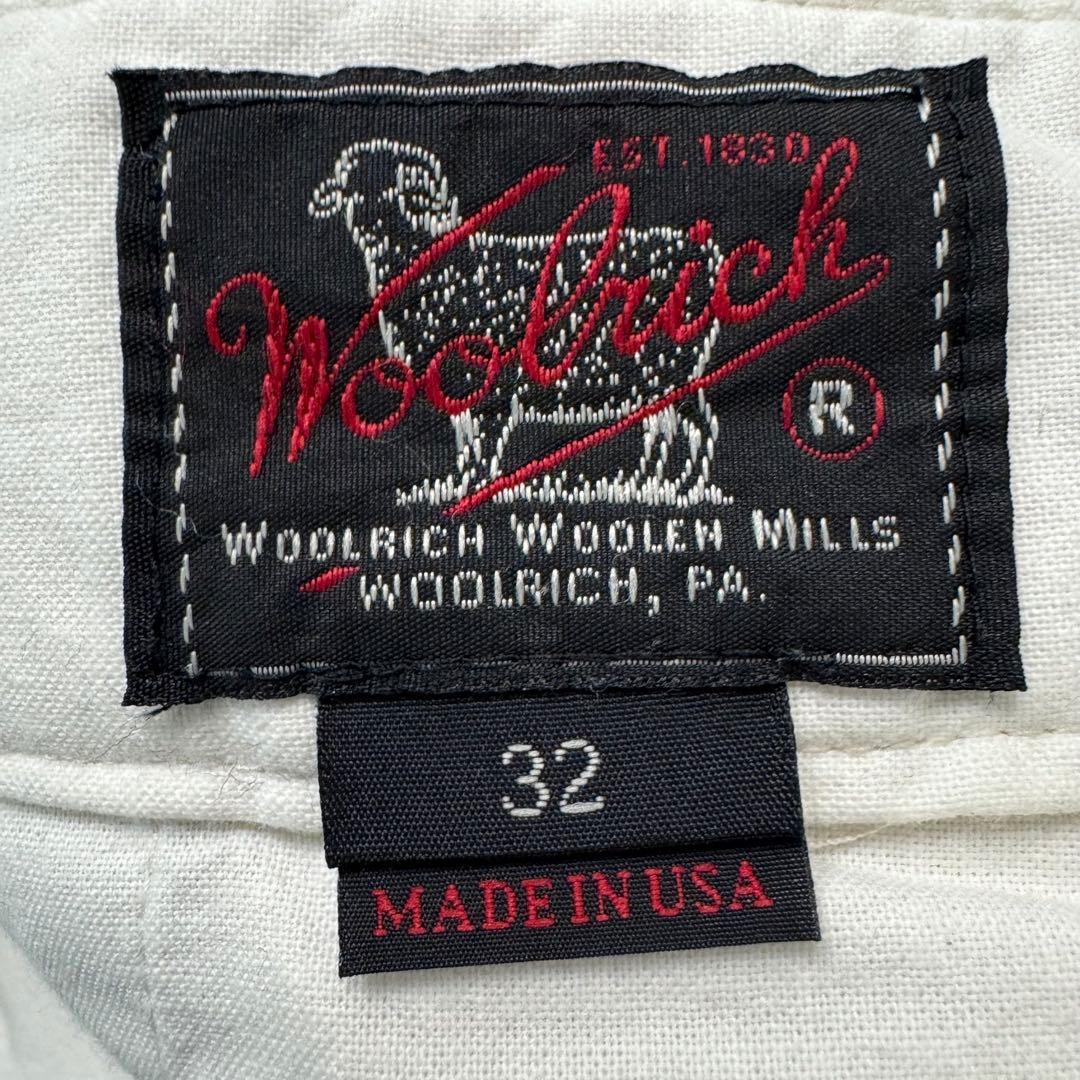 EST. 1830
Woolrich
R
WOOLRICH WOOLEN MILLS
WOOLRICH, PA.
32
MADE IN USA